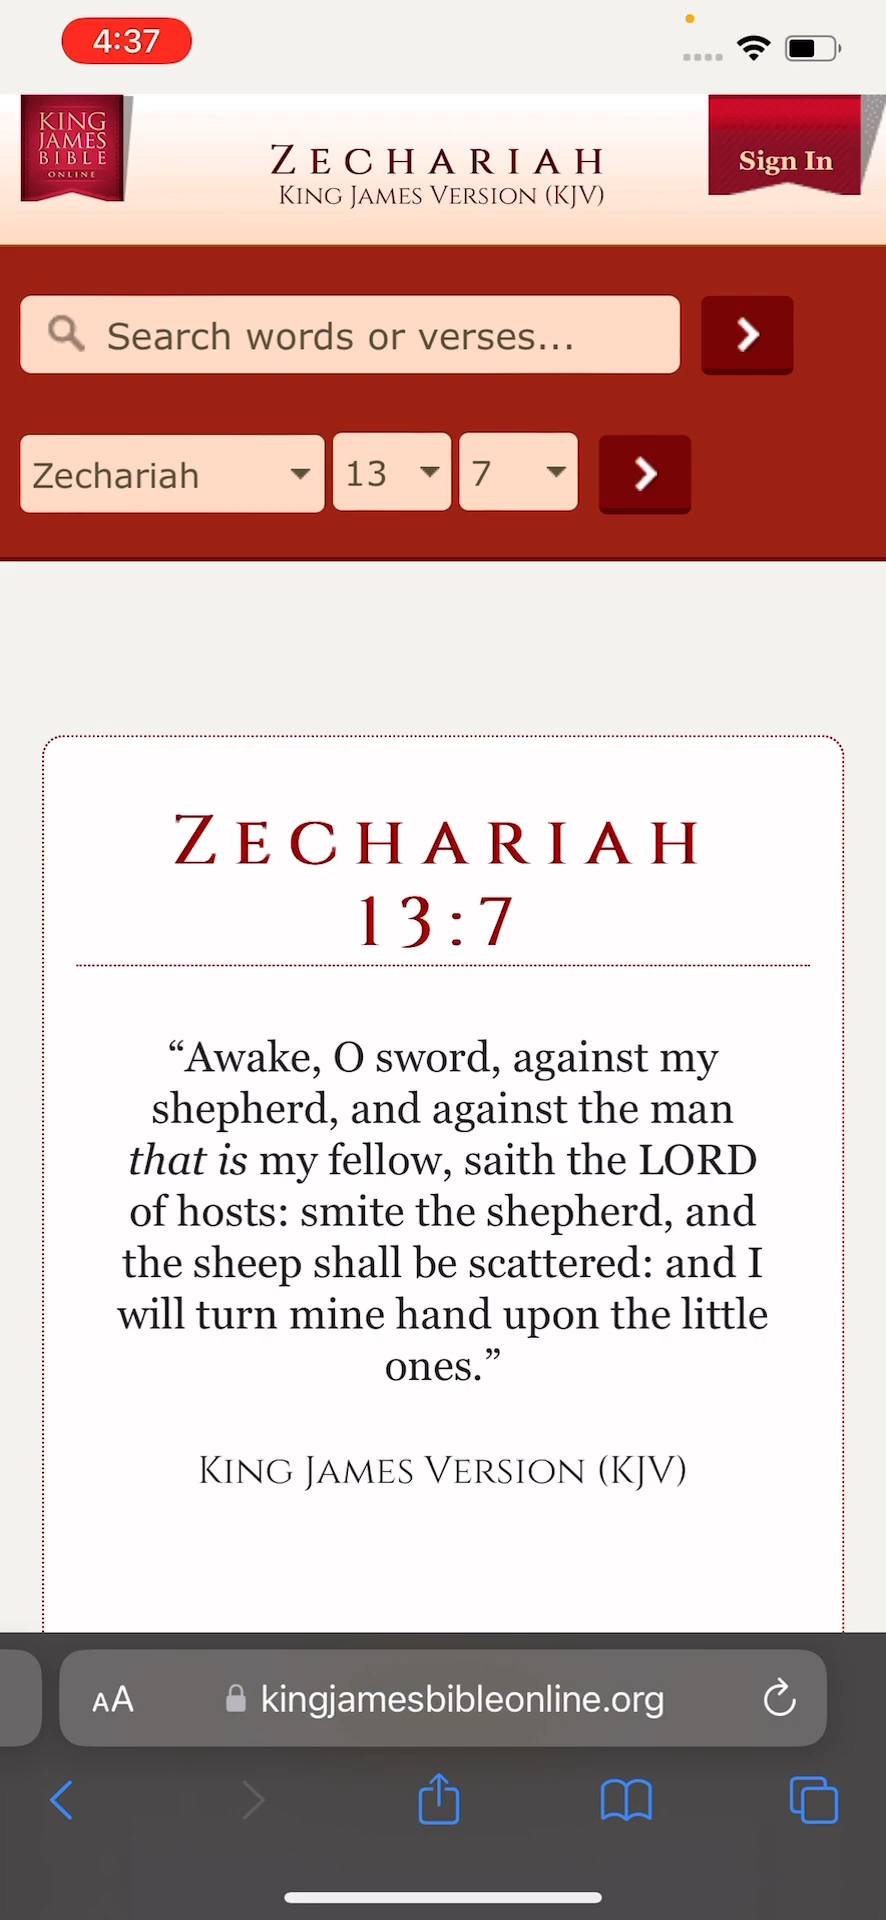 4:37
KING
JAMES
BIBLE
ONLINE
ZECHARIAH
KING JAMES VERSION (KJV)
Sign In
Search words or verses...
Zechariah 13 7
ZECHARIAH
13:7
“Awake, O sword, against my
shepherd, and against the man
that is my fellow, saith the LORD
of hosts: smite the shepherd, and
the sheep shall be scattered: and I
will turn mine hand upon the little
ones.”
KING JAMES VERSION (KJV)
AA kingjamesbibleonline.org